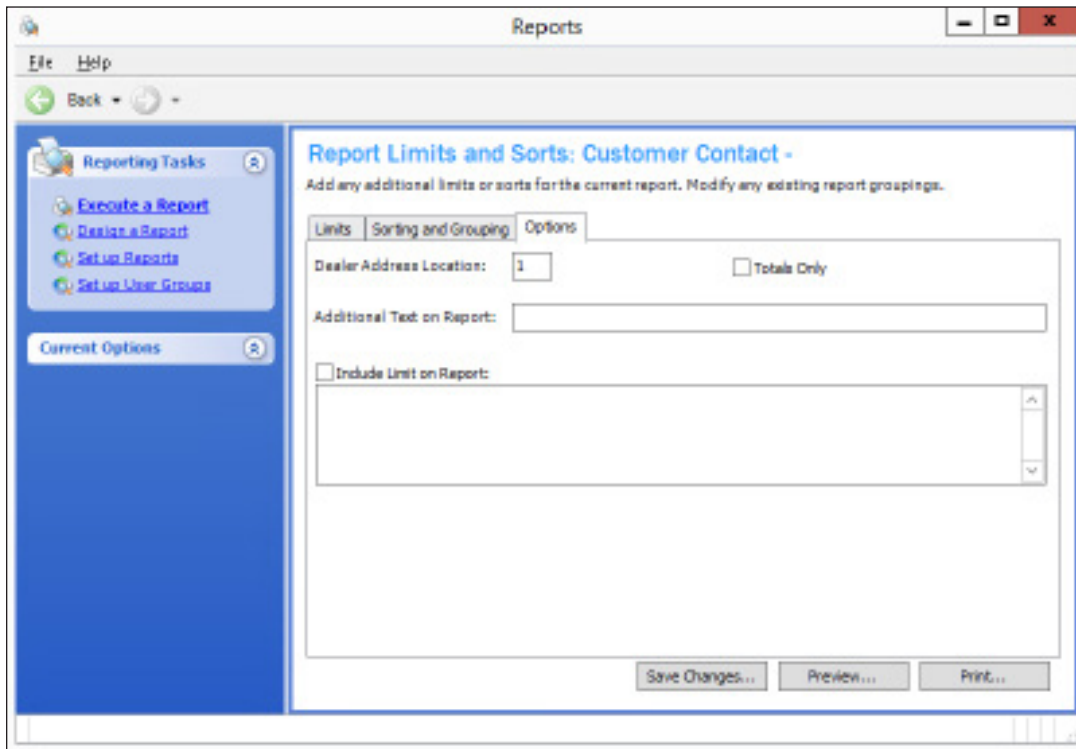 Reports
File Help
Back
Reporting Tasks
Execute a Report
Design a Report
Set up Reports
Set up User Groups
Current Options
Report Limits and Sorts: Customer Contact -
Add any additional limits or sorts for the current report. Modify any existing report groupings.
Limits Sorting and Grouping Options
Dealer Address Location: 1 Totals Only
Additional Text on Report:
Include Limit on Report:
Save Changes... Preview... Print...